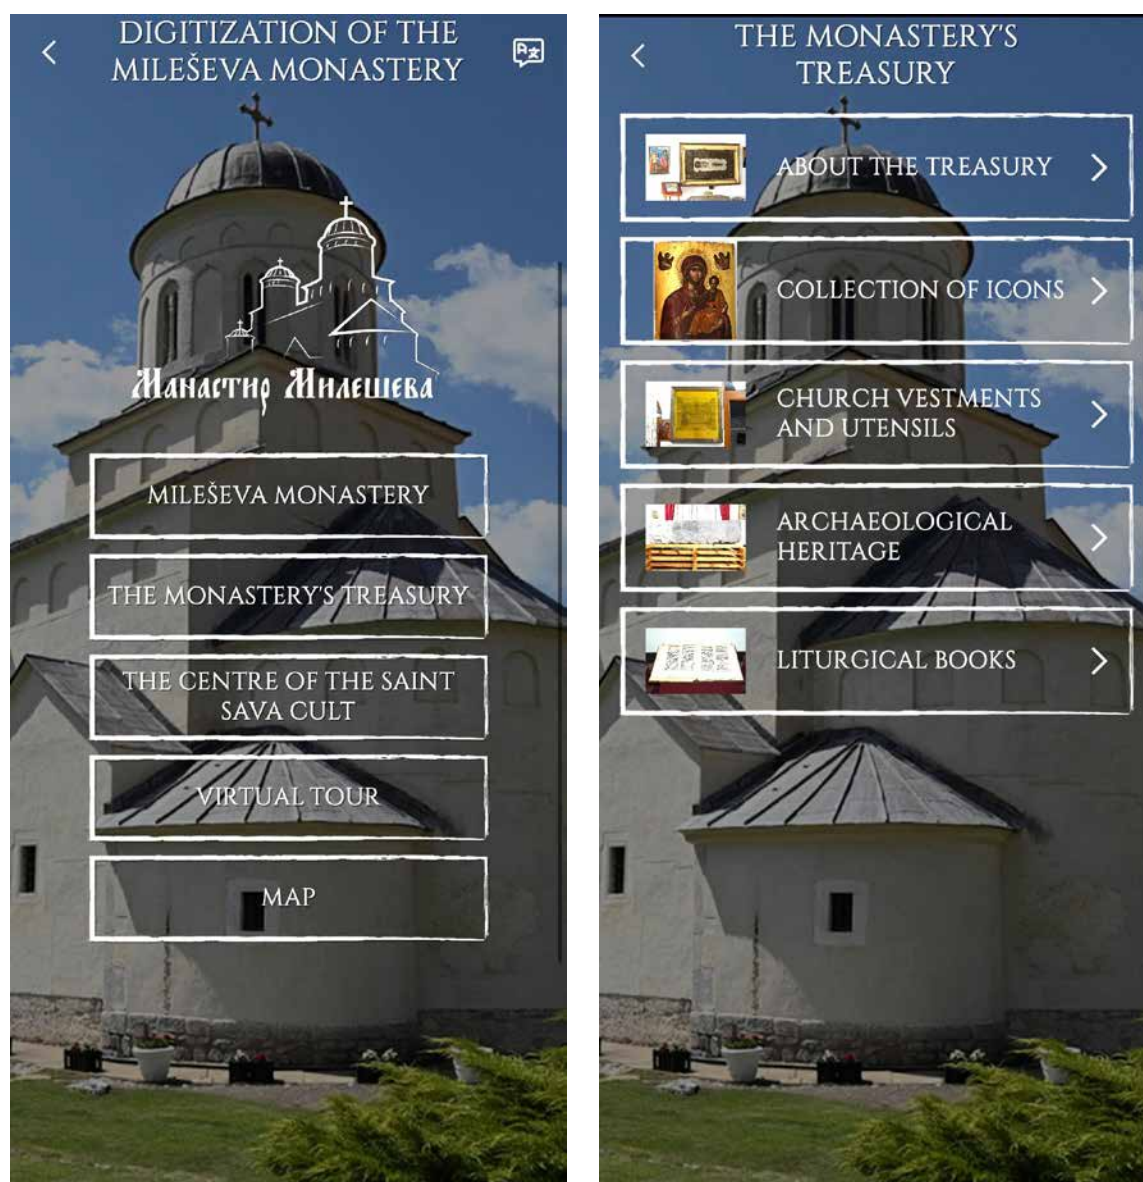 DIGITIZATION OF THE
MILEŠEVA MONASTERY
Манастир Милешева
MILEŠEVA MONASTERY
THE MONASTERY'S TREASURY
THE CENTRE OF THE SAINT
SAVA CULT
VIRTUAL TOUR
MAP
THE MONASTERY'S
TREASURY
ABOUT THE TREASURY
COLLECTION OF ICONS
CHURCH VESTMENTS
AND UTENSILS
ARCHAEOLOGICAL
HERITAGE
LITURGICAL BOOKS